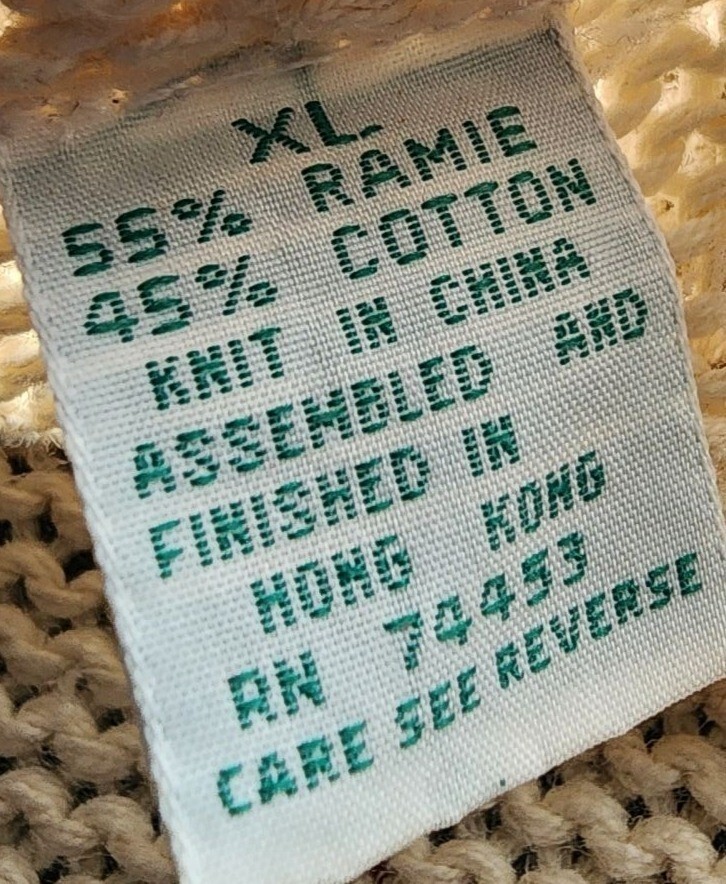 XL
55% RAMIE
45% COTTON
KNIT IN CHINA
ASSEMBLED AND
FINISHED IN
HONG KONG
RN 74453
CARE SEE REVERSE